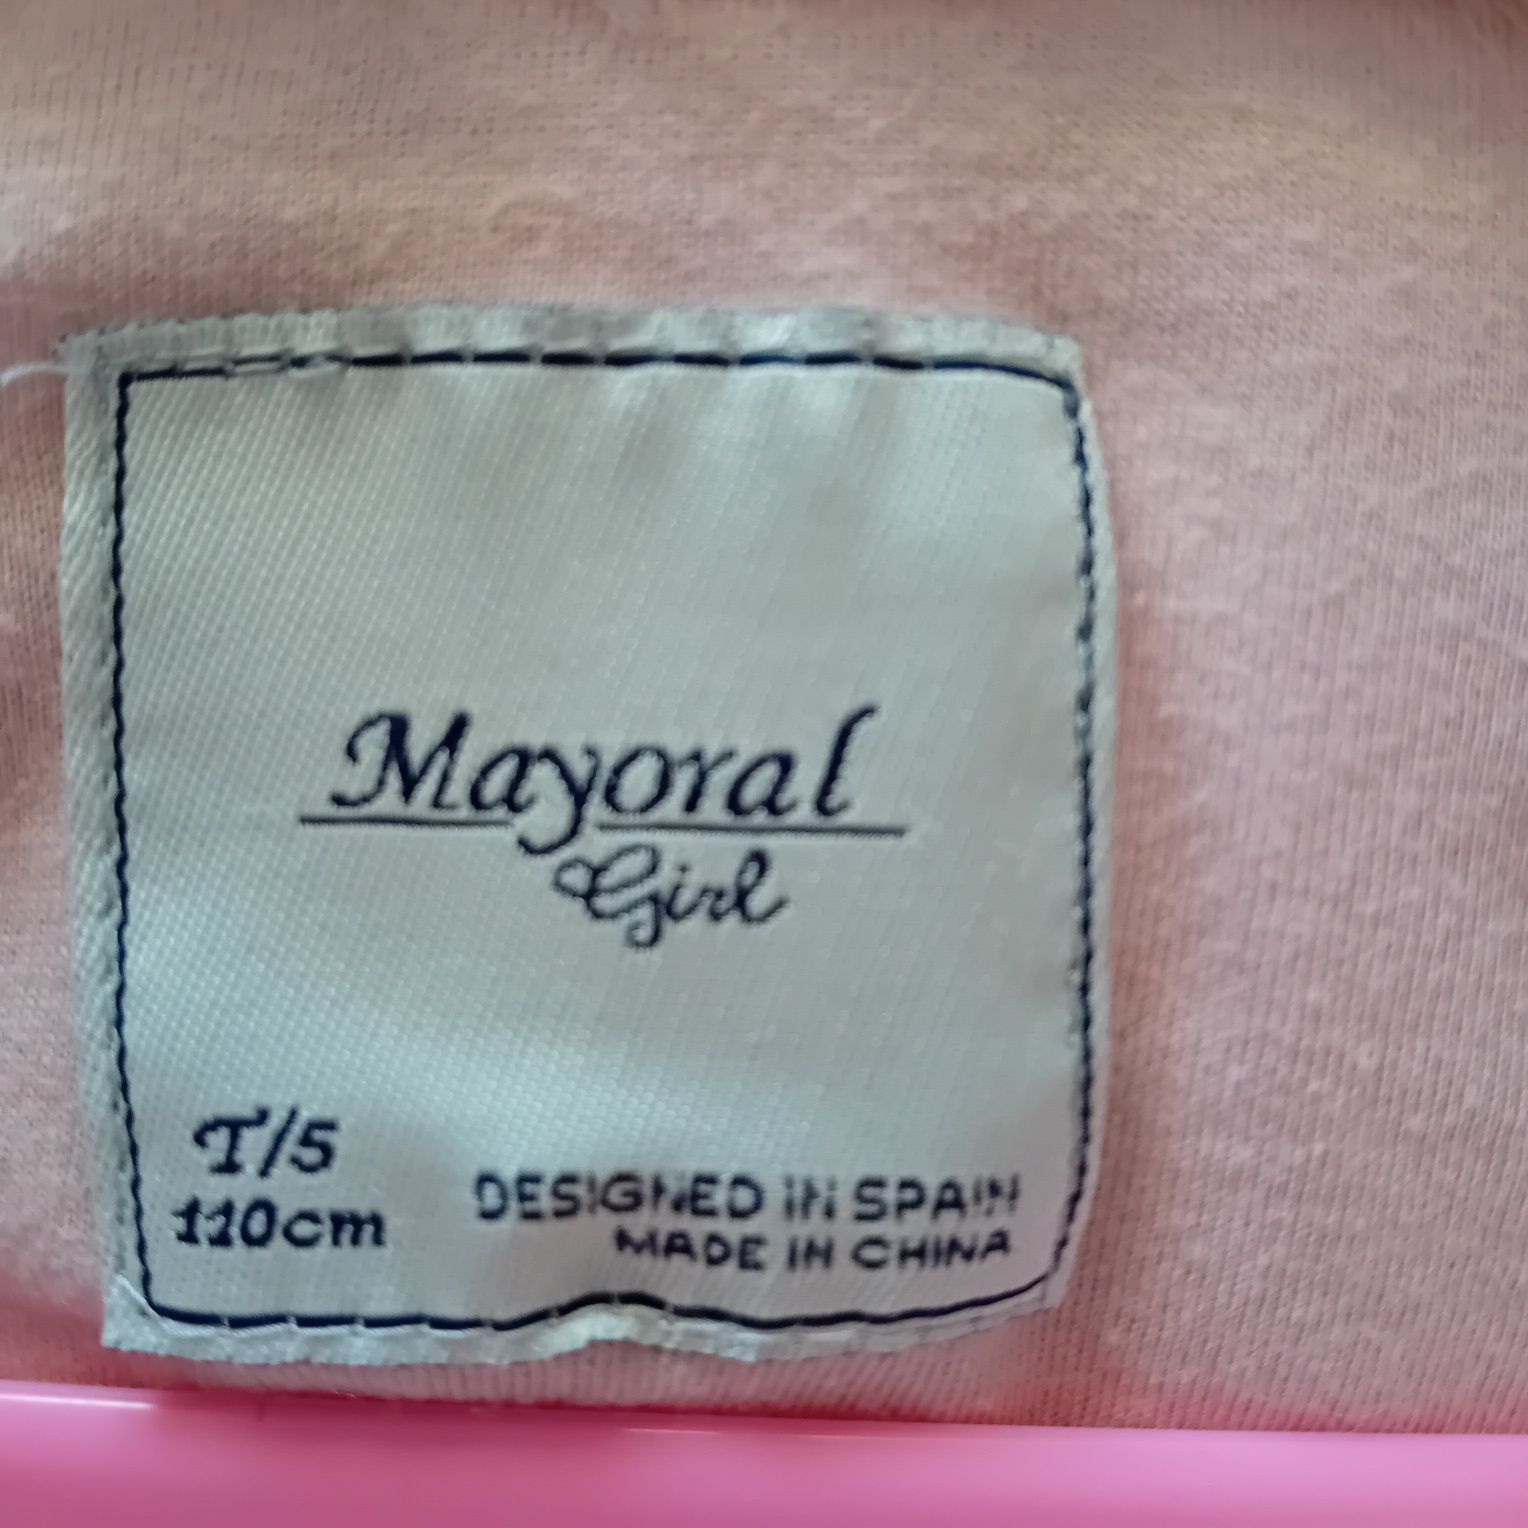 Mayoral
Girl
T/5
110cm
DESIGNED IN SPAIN
MADE IN CHINA